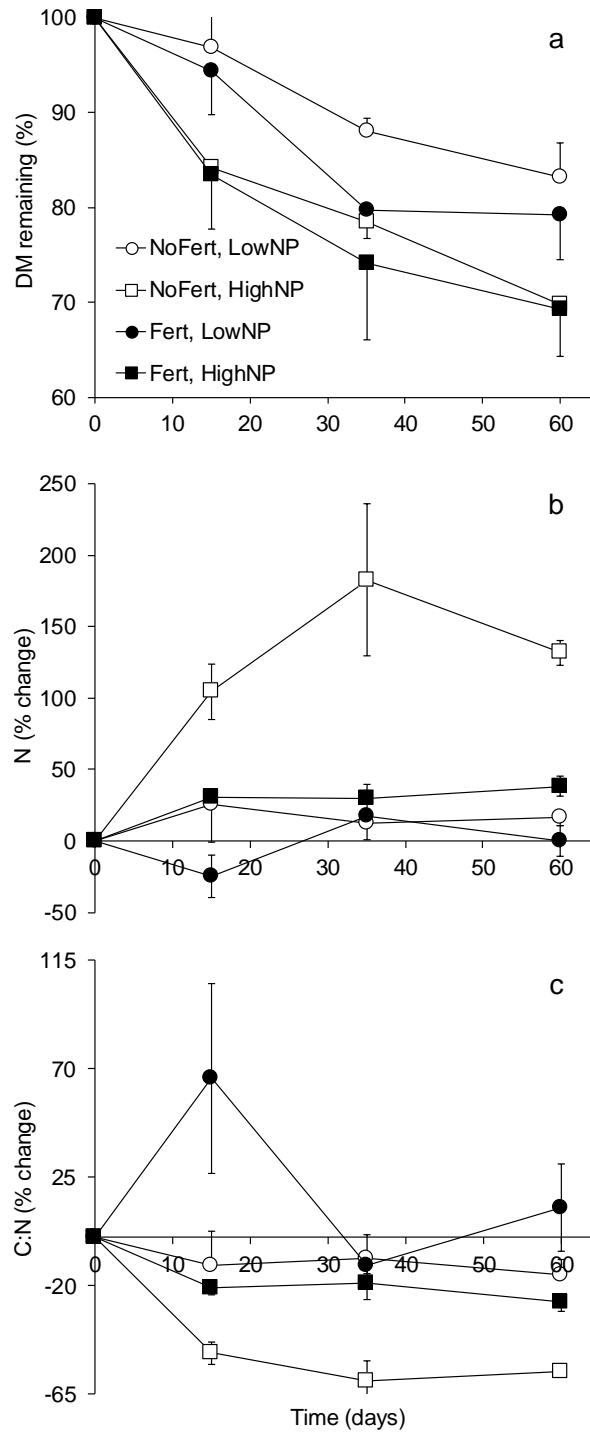 a
100
90
80
70
60
DM remaining (%)
NoFert, LowNP
NoFert, HighNP
Fert, LowNP
Fert, HighNP
0 10 20 30 40 50 60
b
250
200
150
100
50
0
-50
N (% change)
0 10 20 30 40 50 60
c
115
70
25
-20
-65
C:N (% change)
0 10 20 30 40 50 60
Time (days)